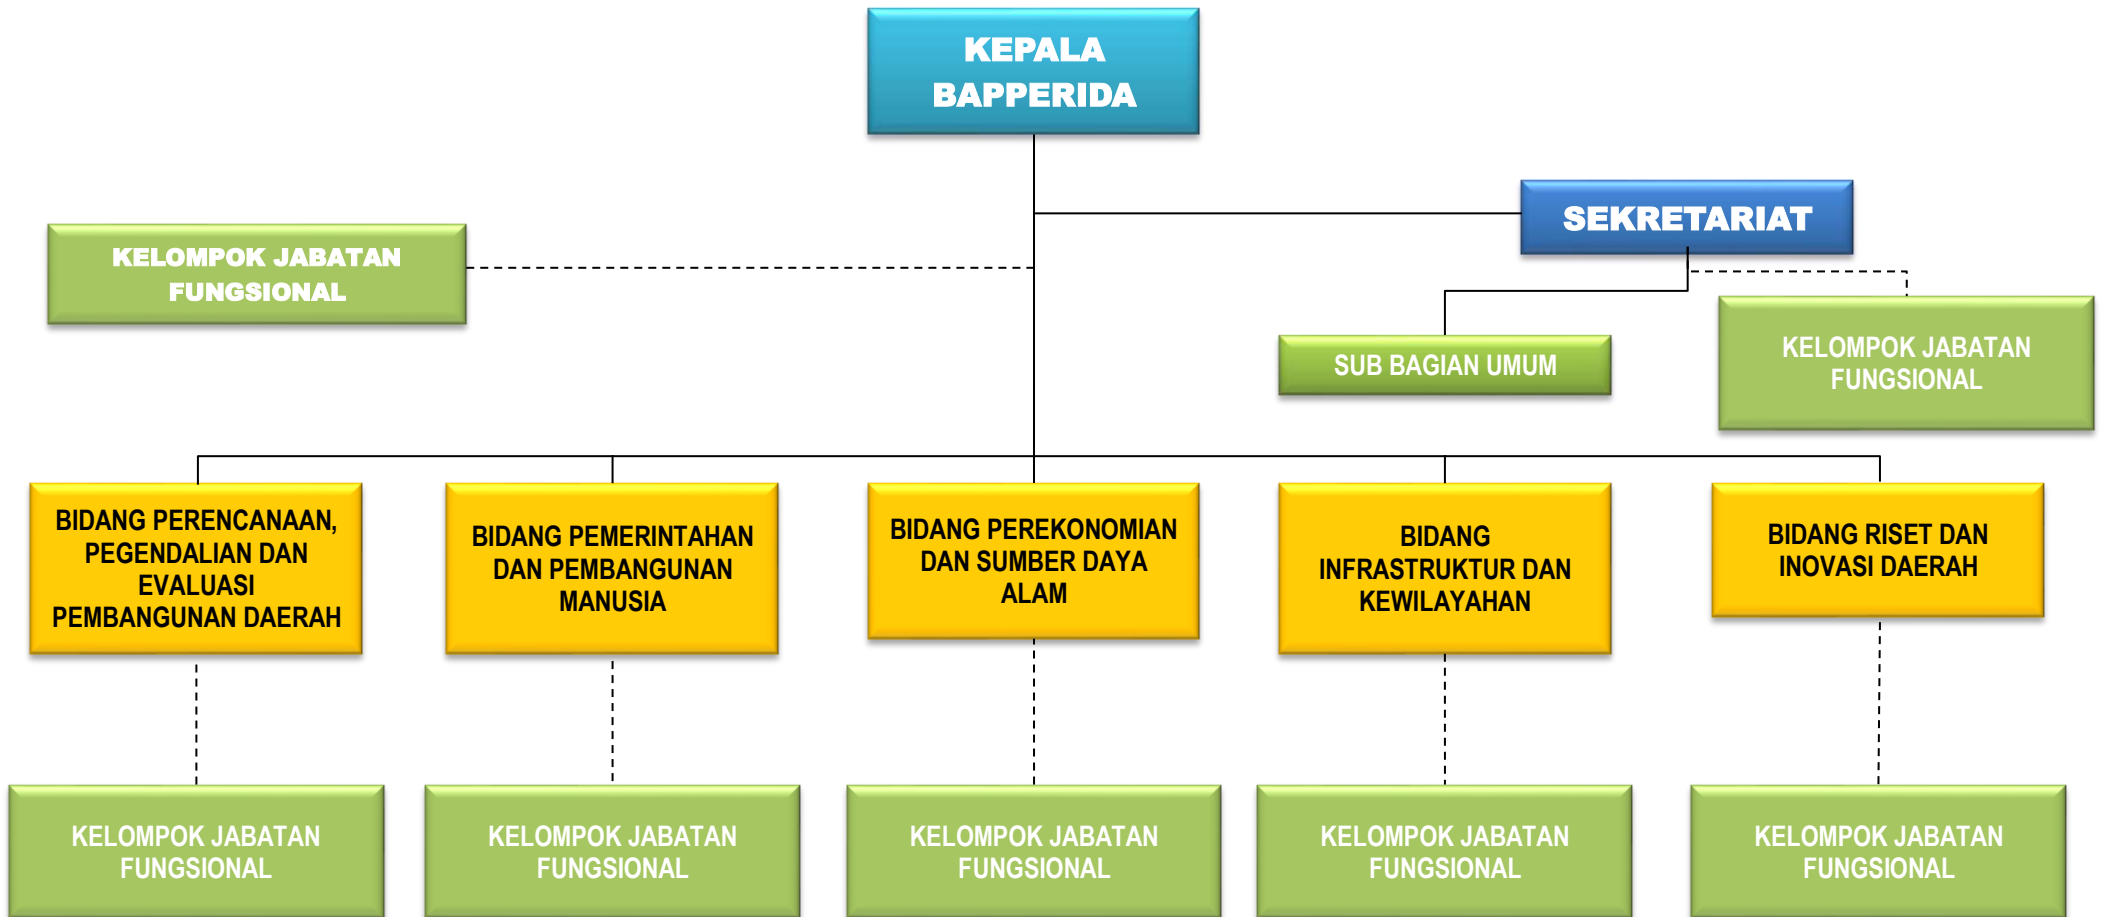 KEPALA
BAPPERIDA
SEKRETARIAT
KELOMPOK JABATAN
FUNGSIONAL
SUB BAGIAN UMUM
KELOMPOK JABATAN
FUNGSIONAL
BIDANG PERENCANAAN,
PEGENDALIAN DAN
EVALUASI
PEMBANGUNAN DAERAH
BIDANG PEMERINTAHAN
DAN PEMBANGUNAN
MANUSIA
BIDANG PEREKONOMIAN
DAN SUMBER DAYA
ALAM
BIDANG
INFRASTRUKTUR DAN
KEWILAYAHAN
BIDANG RISET DAN
INOVASI DAERAH
KELOMPOK JABATAN
FUNGSIONAL
KELOMPOK JABATAN
FUNGSIONAL
KELOMPOK JABATAN
FUNGSIONAL
KELOMPOK JABATAN
FUNGSIONAL
KELOMPOK JABATAN
FUNGSIONAL